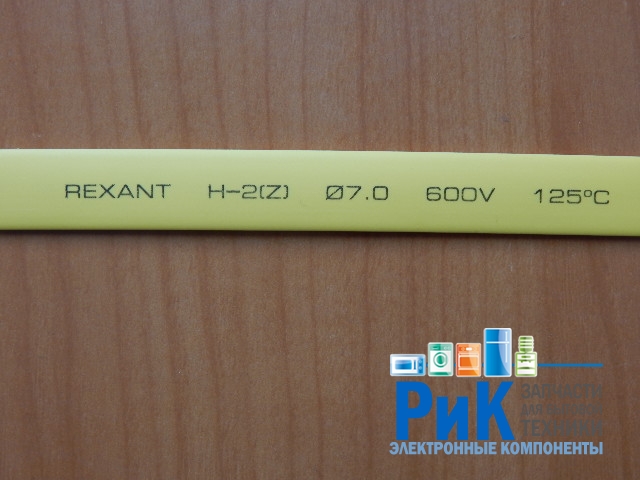 REXANT H-2(Z) Ø7.0 600V 125°C
РиК
ЗАПЧАСТИ
ДЛЯ БЫТОВОЙ
ТЕХНИКИ
ЭЛЕКТРОННЫЕ КОМПОНЕНТЫ